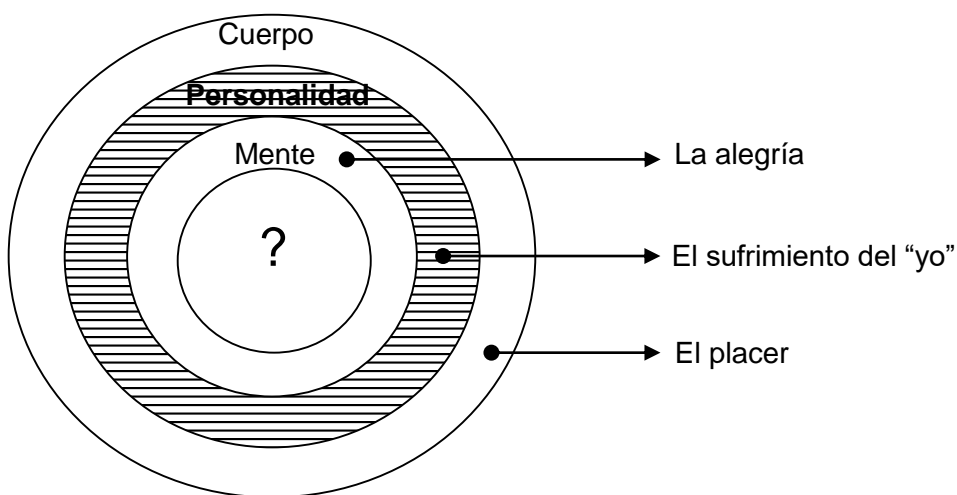 Cuerpo
Personalidad
Mente
?
La alegría
El sufrimiento del “yo”
El placer